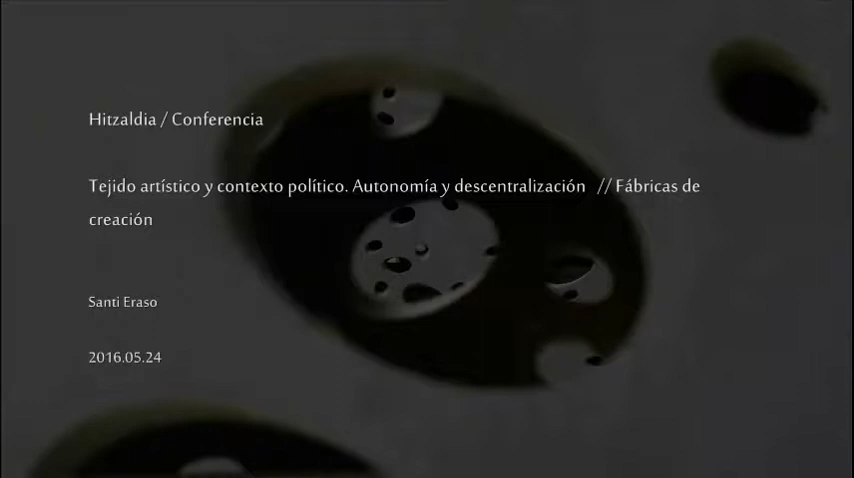 Hitzaldia / Conferencia
Tejido artístico y contexto político. Autonomía y descentralización // Fábricas de
creación
Santi Eraso
2016.05.24